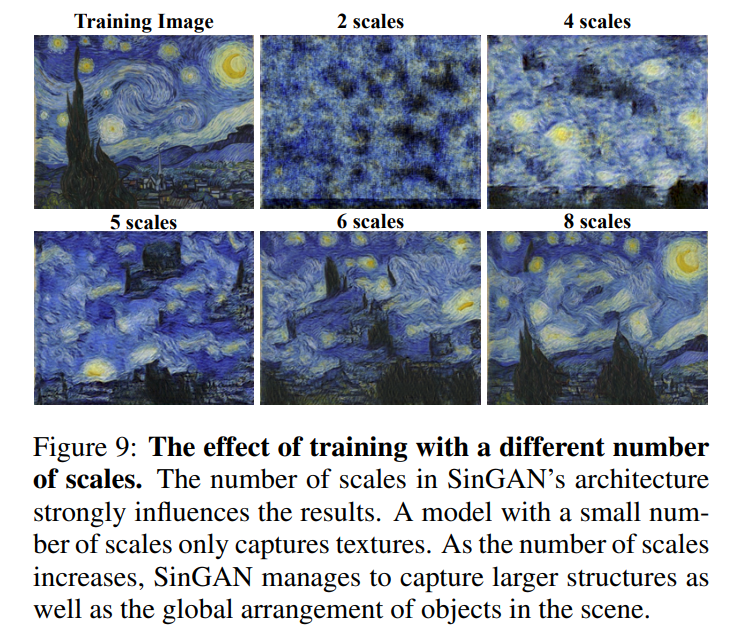 Training Image
2 scales
4 scales
5 scales
6 scales
8 scales
Figure 9: The effect of training with a different number
of scales. The number of scales in SinGAN’s architecture
strongly influences the results. A model with a small num-
ber of scales only captures textures. As the number of scales
increases, SinGAN manages to capture larger structures as
well as the global arrangement of objects in the scene.